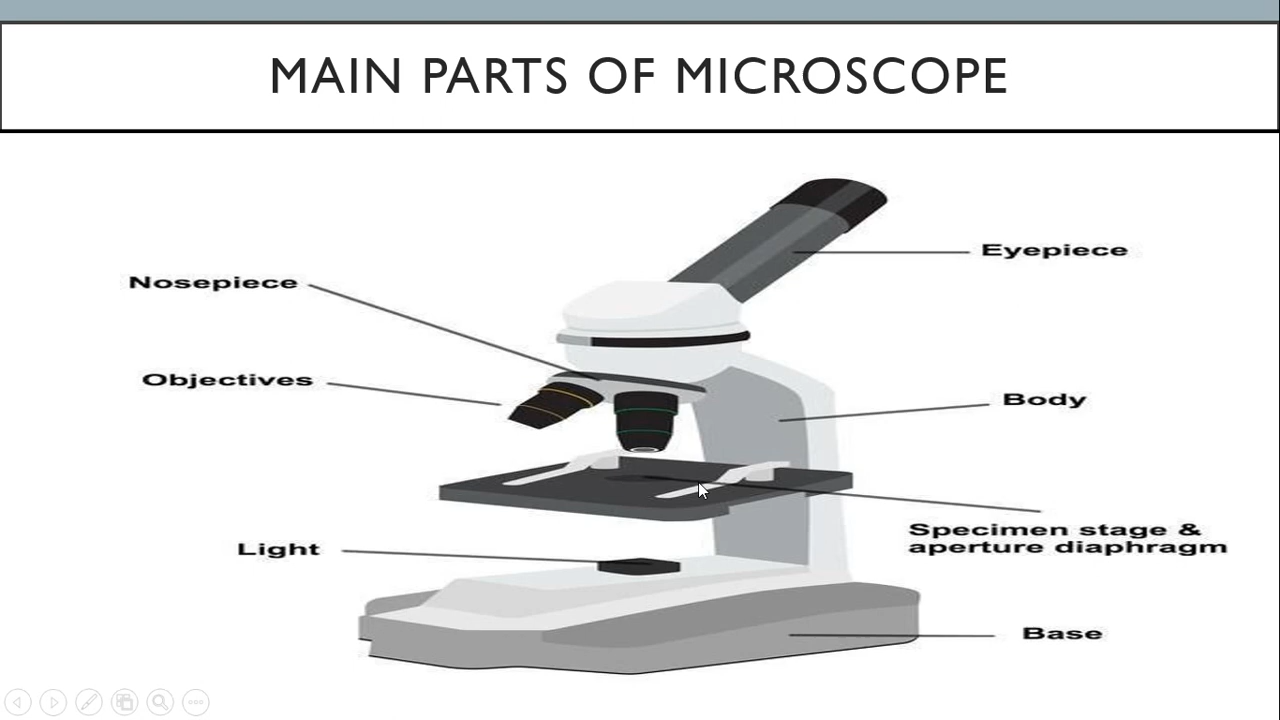 MAIN PARTS OF MICROSCOPE
Eyepiece
Nosepiece
Objectives
Body
Specimen stage &
aperture diaphragm
Light
Base